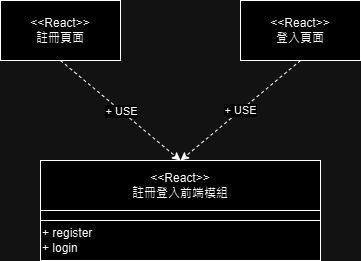 <<React>>
註冊頁面
<<React>>
登入頁面
+ USE
+ USE
<<React>>
註冊登入前端模組
+ register
+ login